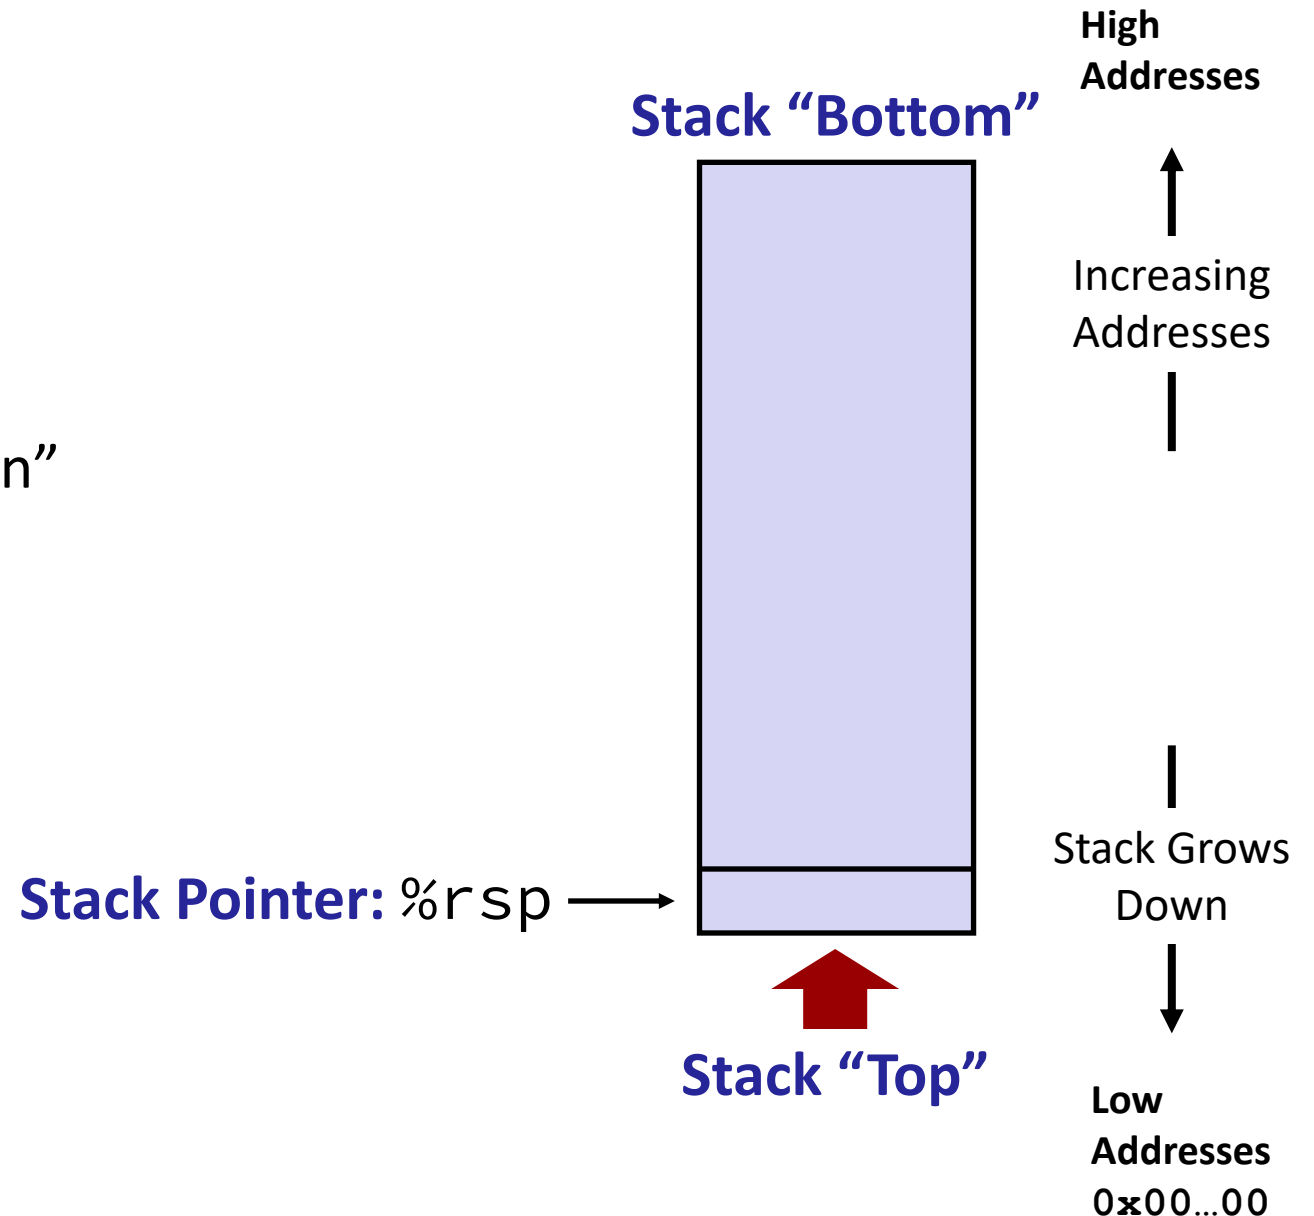 High
Addresses
Stack “Bottom”
Increasing
Addresses
n”
Stack Grows
Down
Stack Pointer: %rsp
Stack “Top”
Low
Addresses
0x00…00